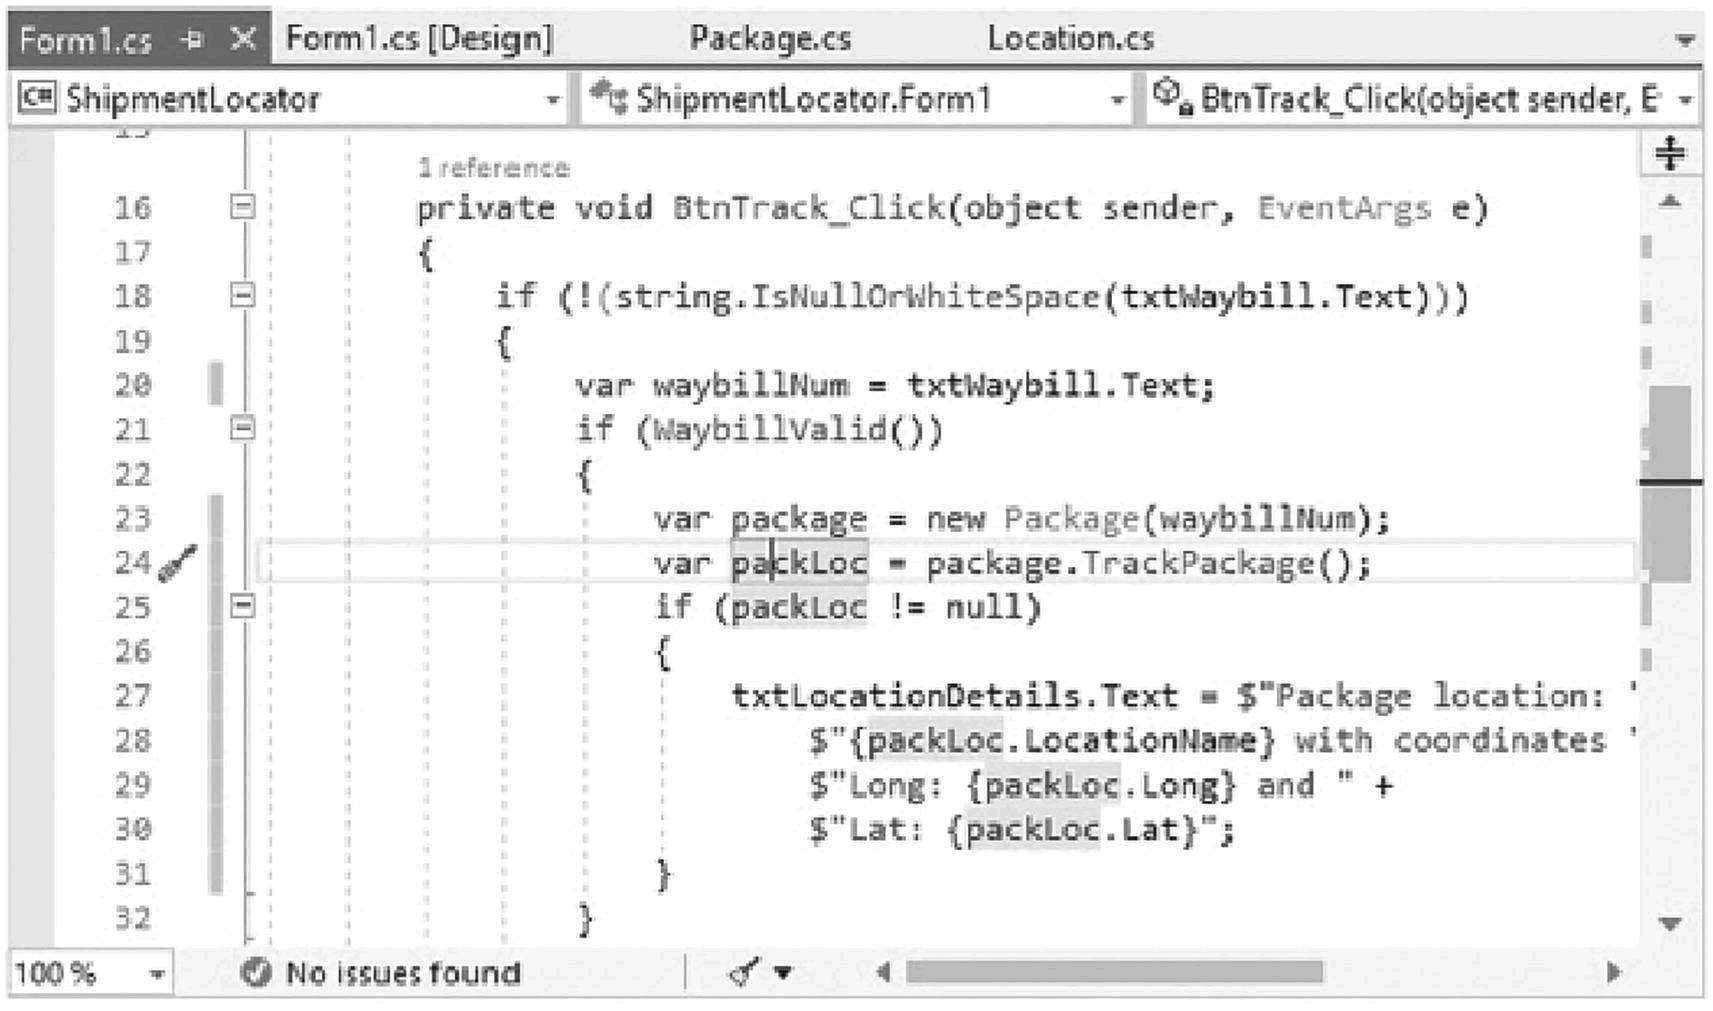 Form1.cs Form1.cs [Design] Package.cs Location.cs
C# ShipmentLocator ShipmentLocator.Form1 BtnTrack_Click(object sender, E
15
1 reference
16 private void BtnTrack_Click(object sender, EventArgs e)
17 {
18 if (!(string.IsNullOrWhiteSpace(txtWaybill.Text)))
19 {
20 var waybillNum = txtWaybill.Text;
21 if (WaybillValid())
22 {
23 var package = new Package(waybillNum);
24 var packLoc = package.TrackPackage();
25 if (packLoc != null)
26 {
27 txtLocationDetails.Text = $"Package location: "
28 $"{packLoc.LocationName} with coordinates "
29 $"Long: {packLoc.Long} and " +
30 $"Lat: {packLoc.Lat}";
31 }
32 }
100 % No issues found